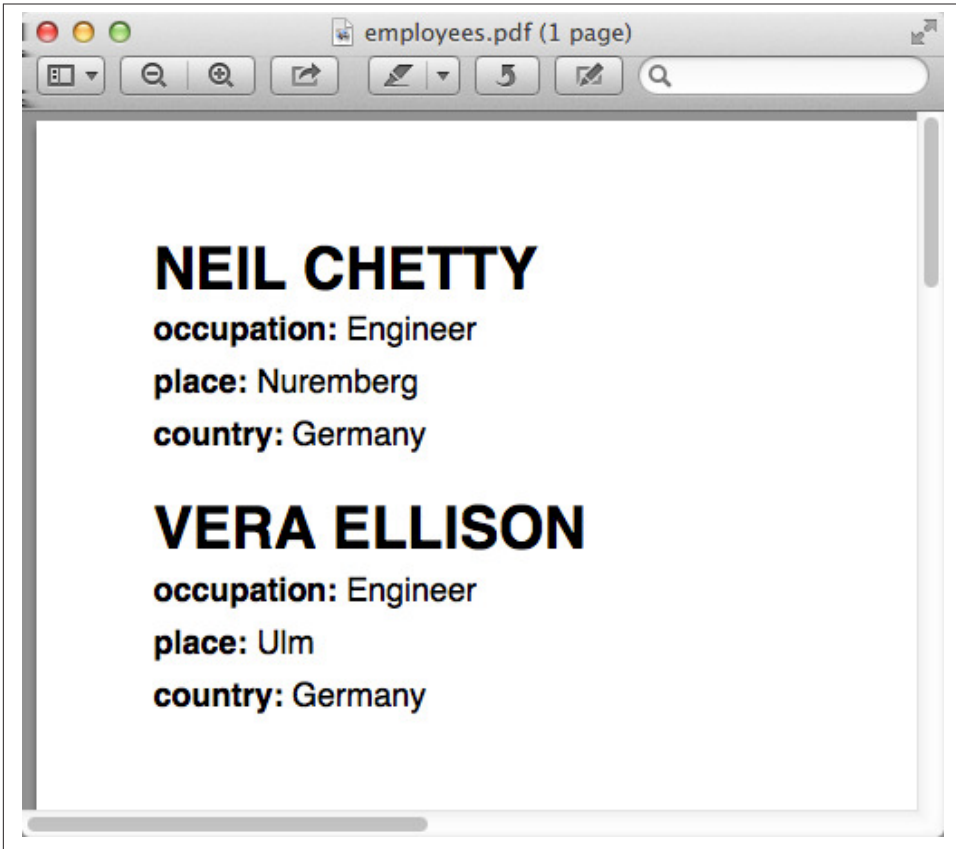 employees.pdf (1 page)
NEIL CHETTY
occupation: Engineer
place: Nuremberg
country: Germany
VERA ELLISON
occupation: Engineer
place: Ulm
country: Germany